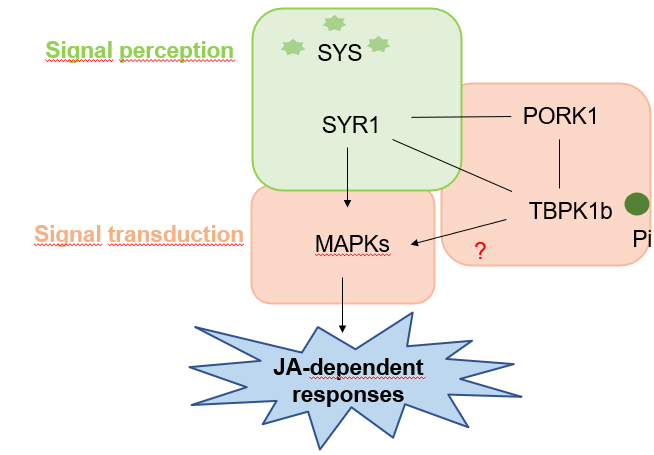 Signal perception
SYS
SYR1
PORK1
TBPK1b
Pi
Signal transduction
MAPKs
?
JA-dependent
responses